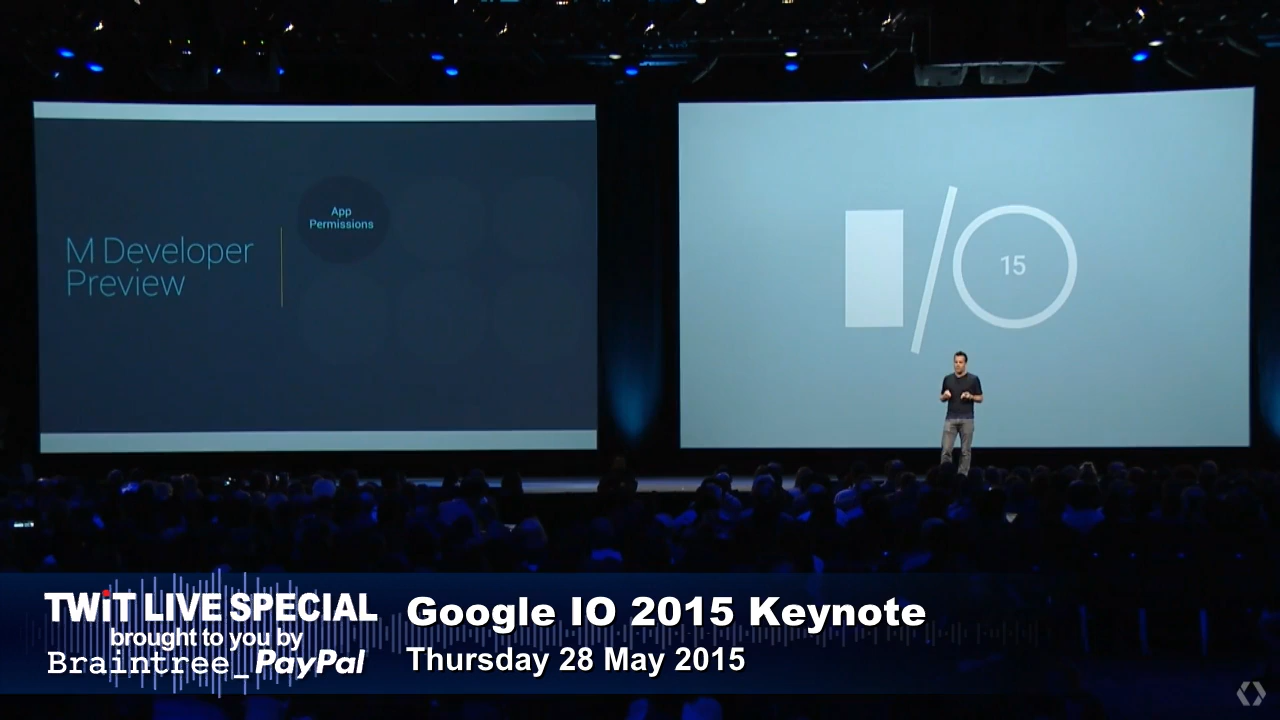 App
Permissions
M Developer
Preview
I/O
15
TWiT LIVE SPECIAL
brought to you by
Braintree_PayPal
Google IO 2015 Keynote
Thursday 28 May 2015